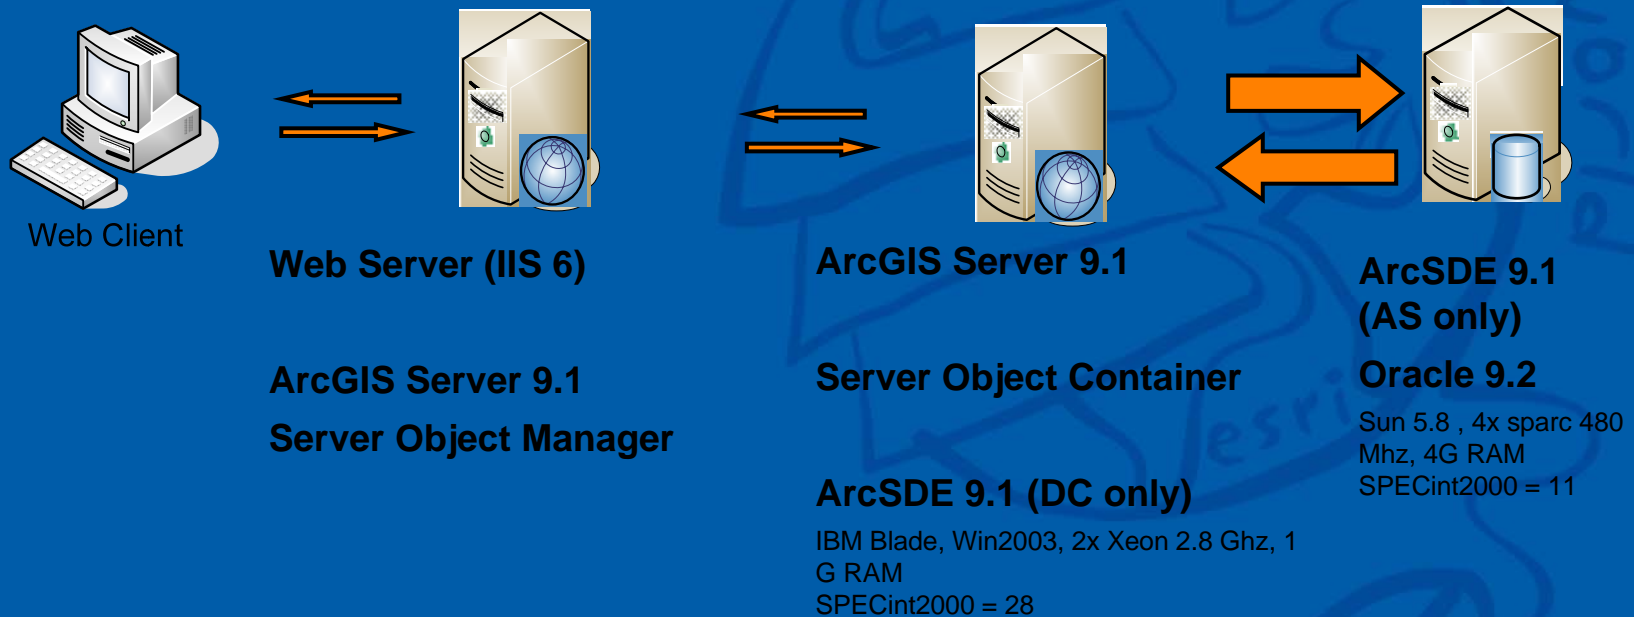 Web Client
Web Server (IIS 6)
ArcGIS Server 9.1
Server Object Manager
ArcGIS Server 9.1
Server Object Container
ArcSDE 9.1 (DC only)
IBM Blade, Win2003, 2x Xeon 2.8 Ghz, 1
G RAM
SPECint2000 = 28
ArcSDE 9.1
(AS only)
Oracle 9.2
Sun 5.8 , 4x sparc 480
Mhz, 4G RAM
SPECint2000 = 11
esri